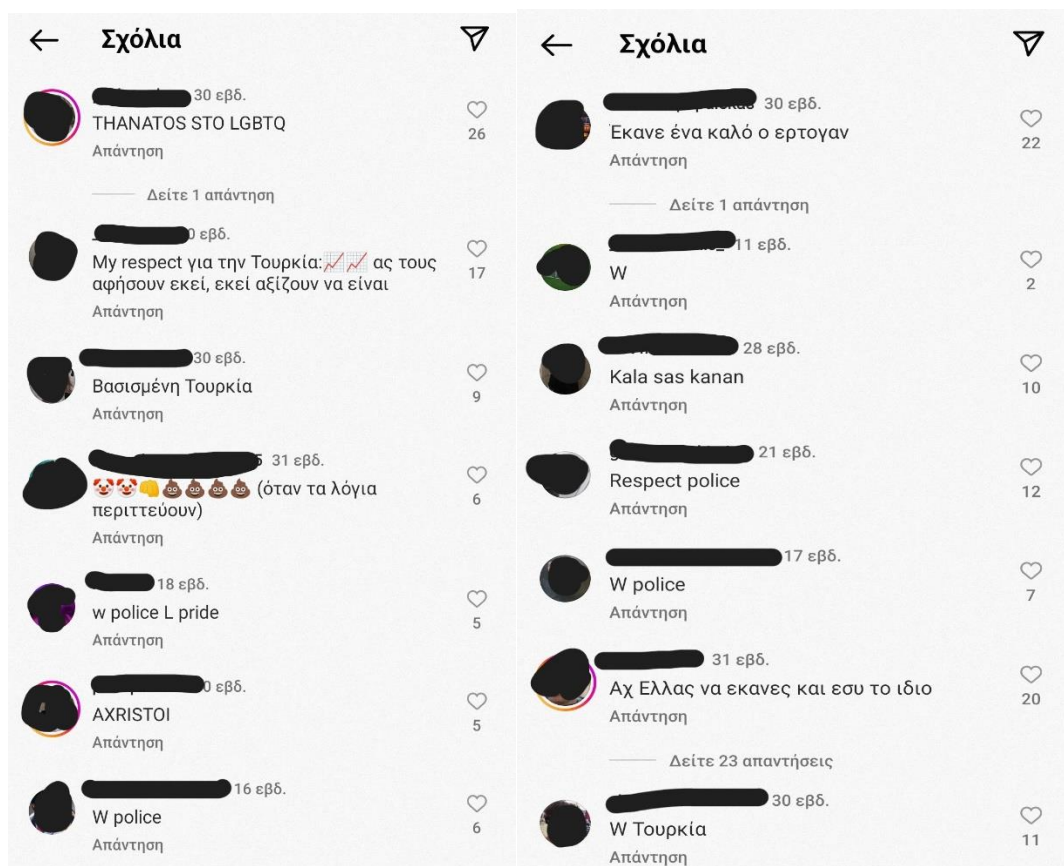 Σχόλια
30 εβδ.
THANATOS STO LGBTQ
26
Απάντηση
Δείτε 1 απάντηση
0 εβδ.
My respect για την Τουρκία:📈📈 ας τους
αφήσουν εκεί, εκεί αξίζουν να είναι
17
Απάντηση
30 εβδ.
Βασισμένη Τουρκία
9
Απάντηση
31 εβδ.
🤡🤡👊💩💩💩💩 (όταν τα λόγια
περιττεύουν)
6
Απάντηση
18 εβδ.
w police L pride
5
Απάντηση
0 εβδ.
AXRISTOI
5
Απάντηση
16 εβδ.
W police
6
Απάντηση
Σχόλια
30 εβδ.
Έκανε ένα καλό ο ερτογαν
22
Απάντηση
Δείτε 1 απάντηση
11 εβδ.
W
2
Απάντηση
28 εβδ.
Kala sas kanan
10
Απάντηση
21 εβδ.
Respect police
12
Απάντηση
17 εβδ.
W police
7
Απάντηση
31 εβδ.
Αχ Ελλας να εκανες και εσυ το ιδιο
20
Απάντηση
Δείτε 23 απαντήσεις
30 εβδ.
W Τουρκία
11
Απάντηση